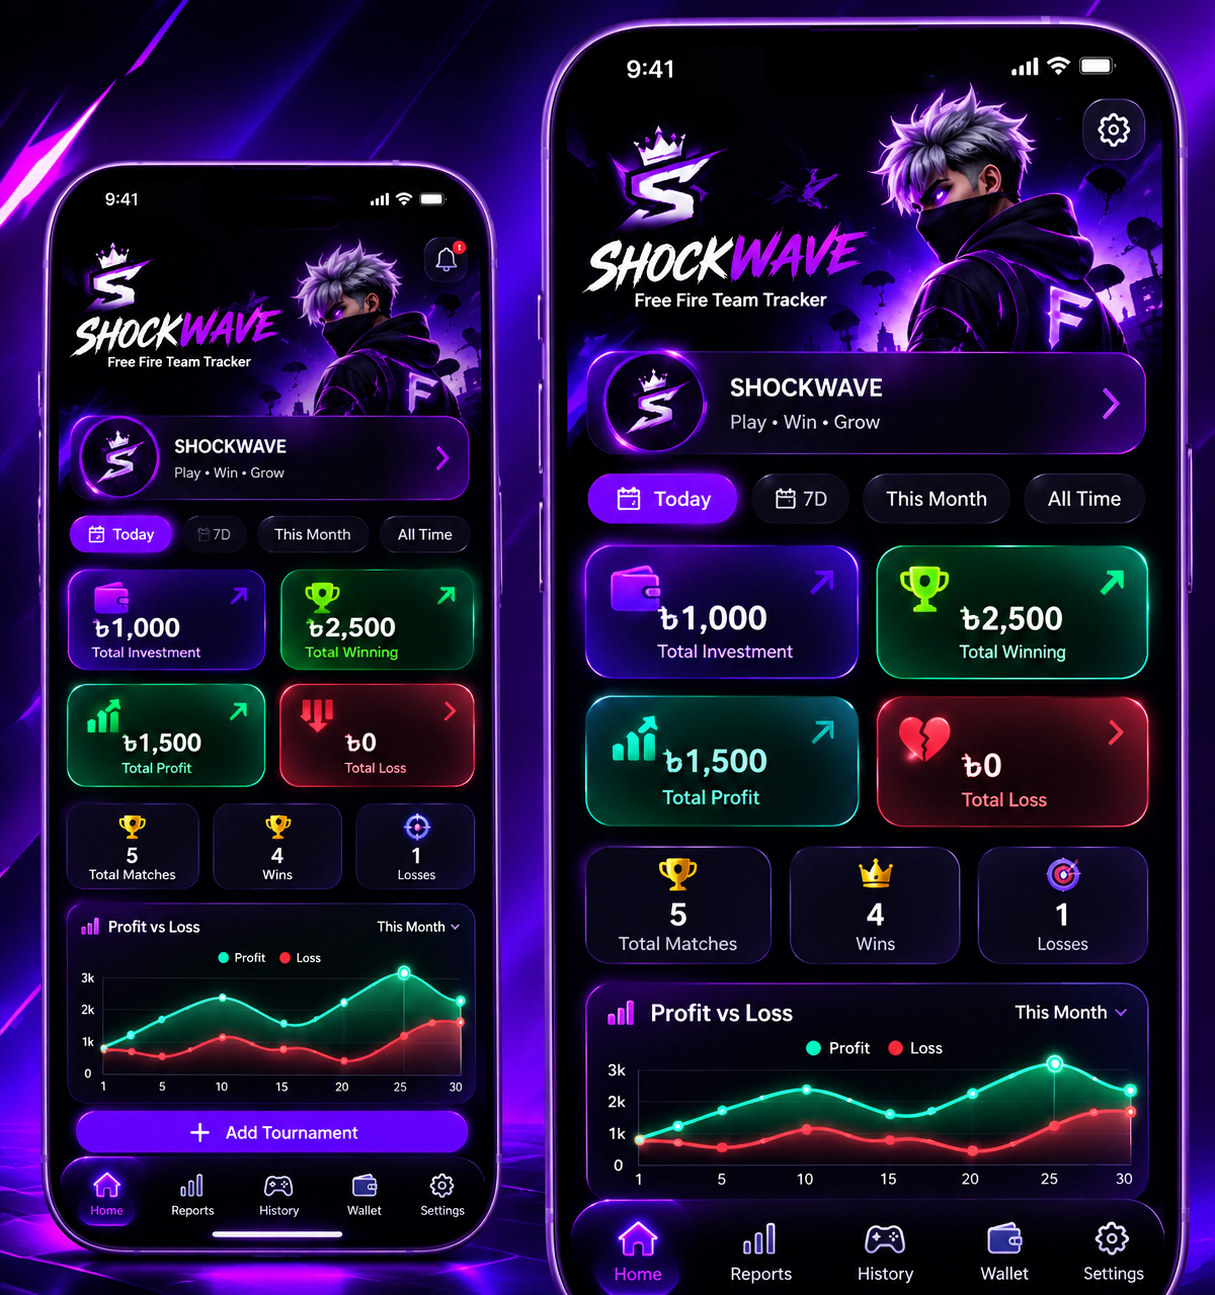 9:41
S
SHOCKWAVE
Free Fire Team Tracker
F
SHOCKWAVE
Play • Win • Grow
Today
7D
This Month
All Time
৳1,000
Total Investment
৳2,500
Total Winning
৳1,500
Total Profit
৳0
Total Loss
5
Total Matches
4
Wins
1
Losses
Profit vs Loss
This Month
Profit
Loss
3k
2k
1k
0
1 5 10 15 20 25 30
+ Add Tournament
Home
Reports
History
Wallet
Settings
9:41
S
SHOCKWAVE
Free Fire Team Tracker
F
SHOCKWAVE
Play • Win • Grow
Today
7D
This Month
All Time
৳1,000
Total Investment
৳2,500
Total Winning
৳1,500
Total Profit
৳0
Total Loss
5
Total Matches
4
Wins
1
Losses
Profit vs Loss
This Month
Profit
Loss
3k
2k
1k
0
1 5 10 15 20 25 30
Home
Reports
History
Wallet
Settings